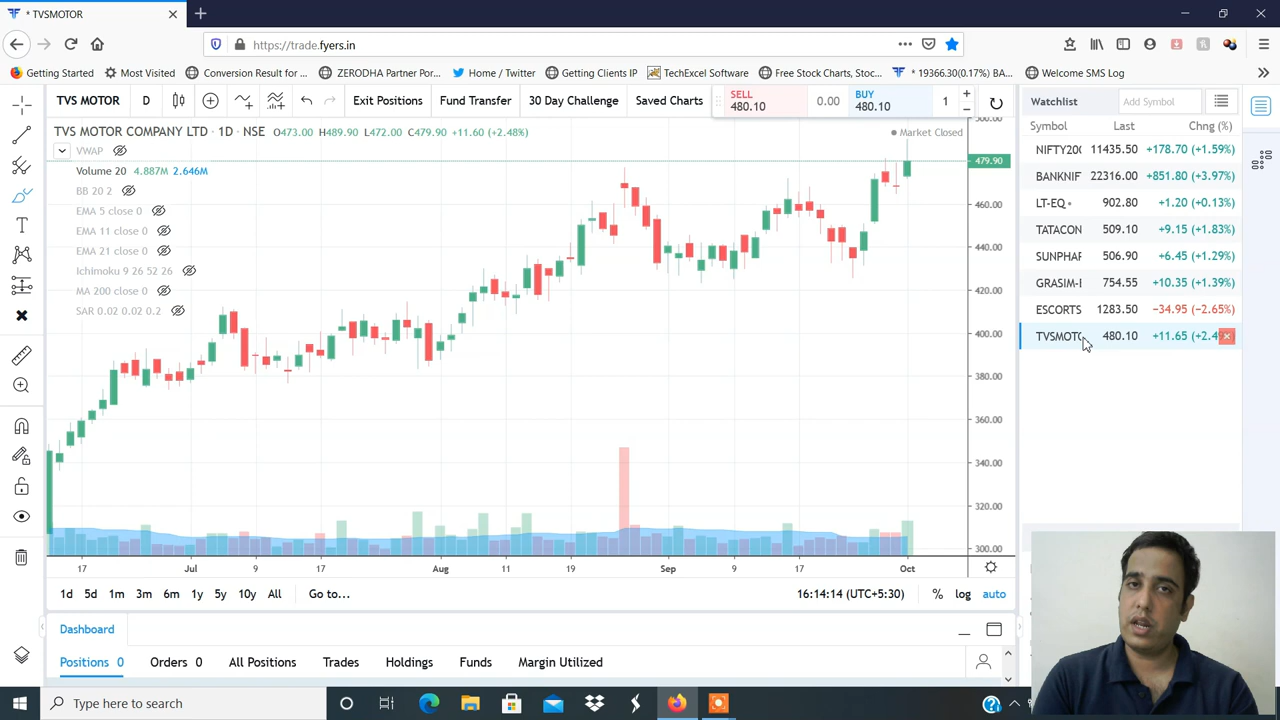 * TVSMOTOR
https://trade.fyers.in
Getting Started
Most Visited
Conversion Result for ...
ZERODHA Partner Por...
Home / Twitter
Getting Clients IP
TechExcel Software
Free Stock Charts, Stoc...
* 19366.30(0.17%) BA...
Welcome SMS Log
TVS MOTOR
D
Exit Positions
Fund Transfer
30 Day Challenge
Saved Charts
SELL
480.10
0.00
BUY
480.10
1
TVS MOTOR COMPANY LTD · 1D · NSE O473.00 H489.90 L472.00 C479.90 +11.60 (+2.48%)
Market Closed
VWAP
Volume 20 4.887M 2.646M
BB 20 2
EMA 5 close 0
EMA 11 close 0
EMA 21 close 0
Ichimoku 9 26 52 26
MA 200 close 0
SAR 0.02 0.02 0.2
500.00
479.90
460.00
440.00
420.00
400.00
380.00
360.00
340.00
320.00
300.00
17 Jul 9 17 Aug 11 19 Sep 9 17 Oct
1d 5d 1m 3m 6m 1y 5y 10y All Go to...
16:14:14 (UTC+5:30) % log auto
Watchlist
Add Symbol
Symbol Last Chng (%)
NIFTY200 11435.50 +178.70 (+1.59%)
BANKNIF 22316.00 +851.80 (+3.97%)
LT-EQ 902.80 +1.20 (+0.13%)
TATACON 509.10 +9.15 (+1.83%)
SUNPHAR 506.90 +6.45 (+1.29%)
GRASIM-E 754.55 +10.35 (+1.39%)
ESCORTS 1283.50 −34.95 (−2.65%)
TVSMOTO 480.10 +11.65 (+2.4
Dashboard
Positions 0
Orders 0
All Positions
Trades
Holdings
Funds
Margin Utilized
Type here to search